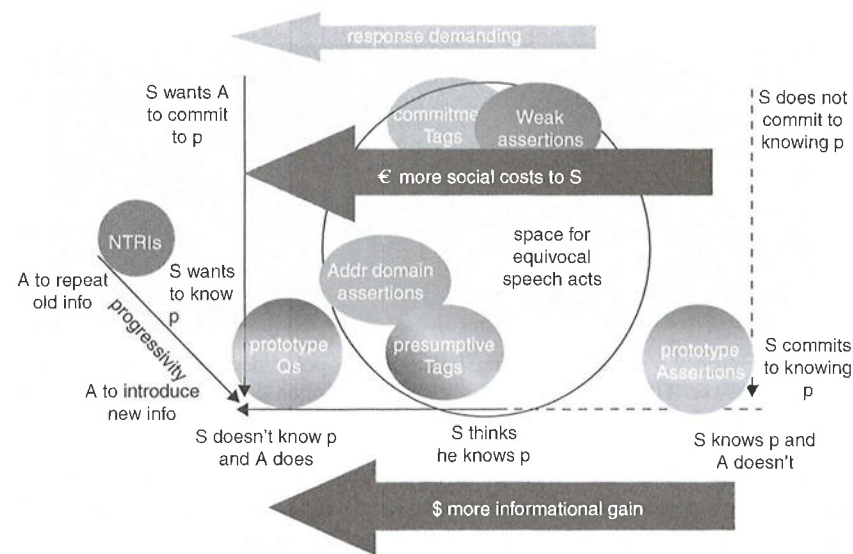 response demanding
S wants A
to commit
to p
commitme
Tags
Weak
assertions
S does not
commit to
knowing p
€ more social costs to S
NTRIs
space for
equivocal
speech acts
A to repeat
old info
S wants
to know
p
Addr domain
assertions
progressivity
prototype
Qs
presumptive
Tags
prototype
Assertions
S commits
to knowing
p
A to introduce
new info
S doesn't know p
and A does
S thinks
he knows p
S knows p and
A doesn't
$ more informational gain